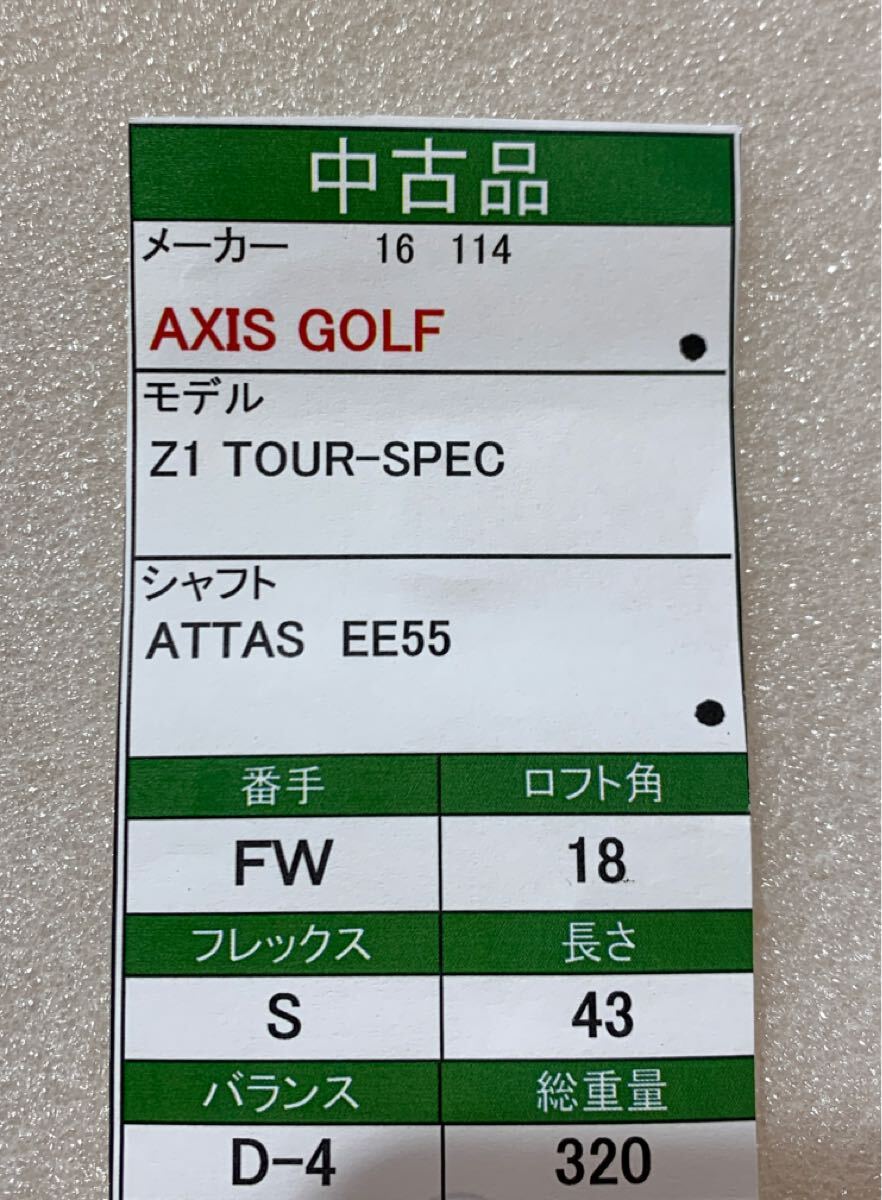 中古品
メーカー 16 114
AXIS GOLF
モデル
Z1 TOUR-SPEC
シャフト
ATTAS EE55
番手 ロフト角
FW 18
フレックス 長さ
S 43
バランス 総重量
D-4 320